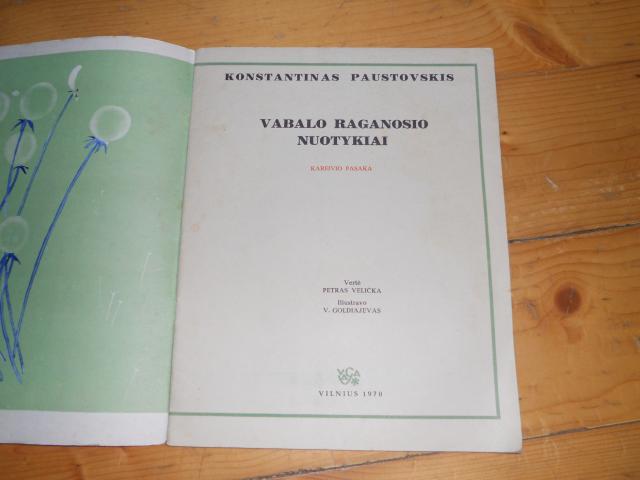 KONSTANTINAS PAUSTOVSKIS
VABALO RAGANOSIO
NUOTYKIAI
KAREIVIO PASAKA
Vertė
PETRAS VELIČKA
Iliustravo
V. GOLDIAJEVAS
VILNIUS 1970